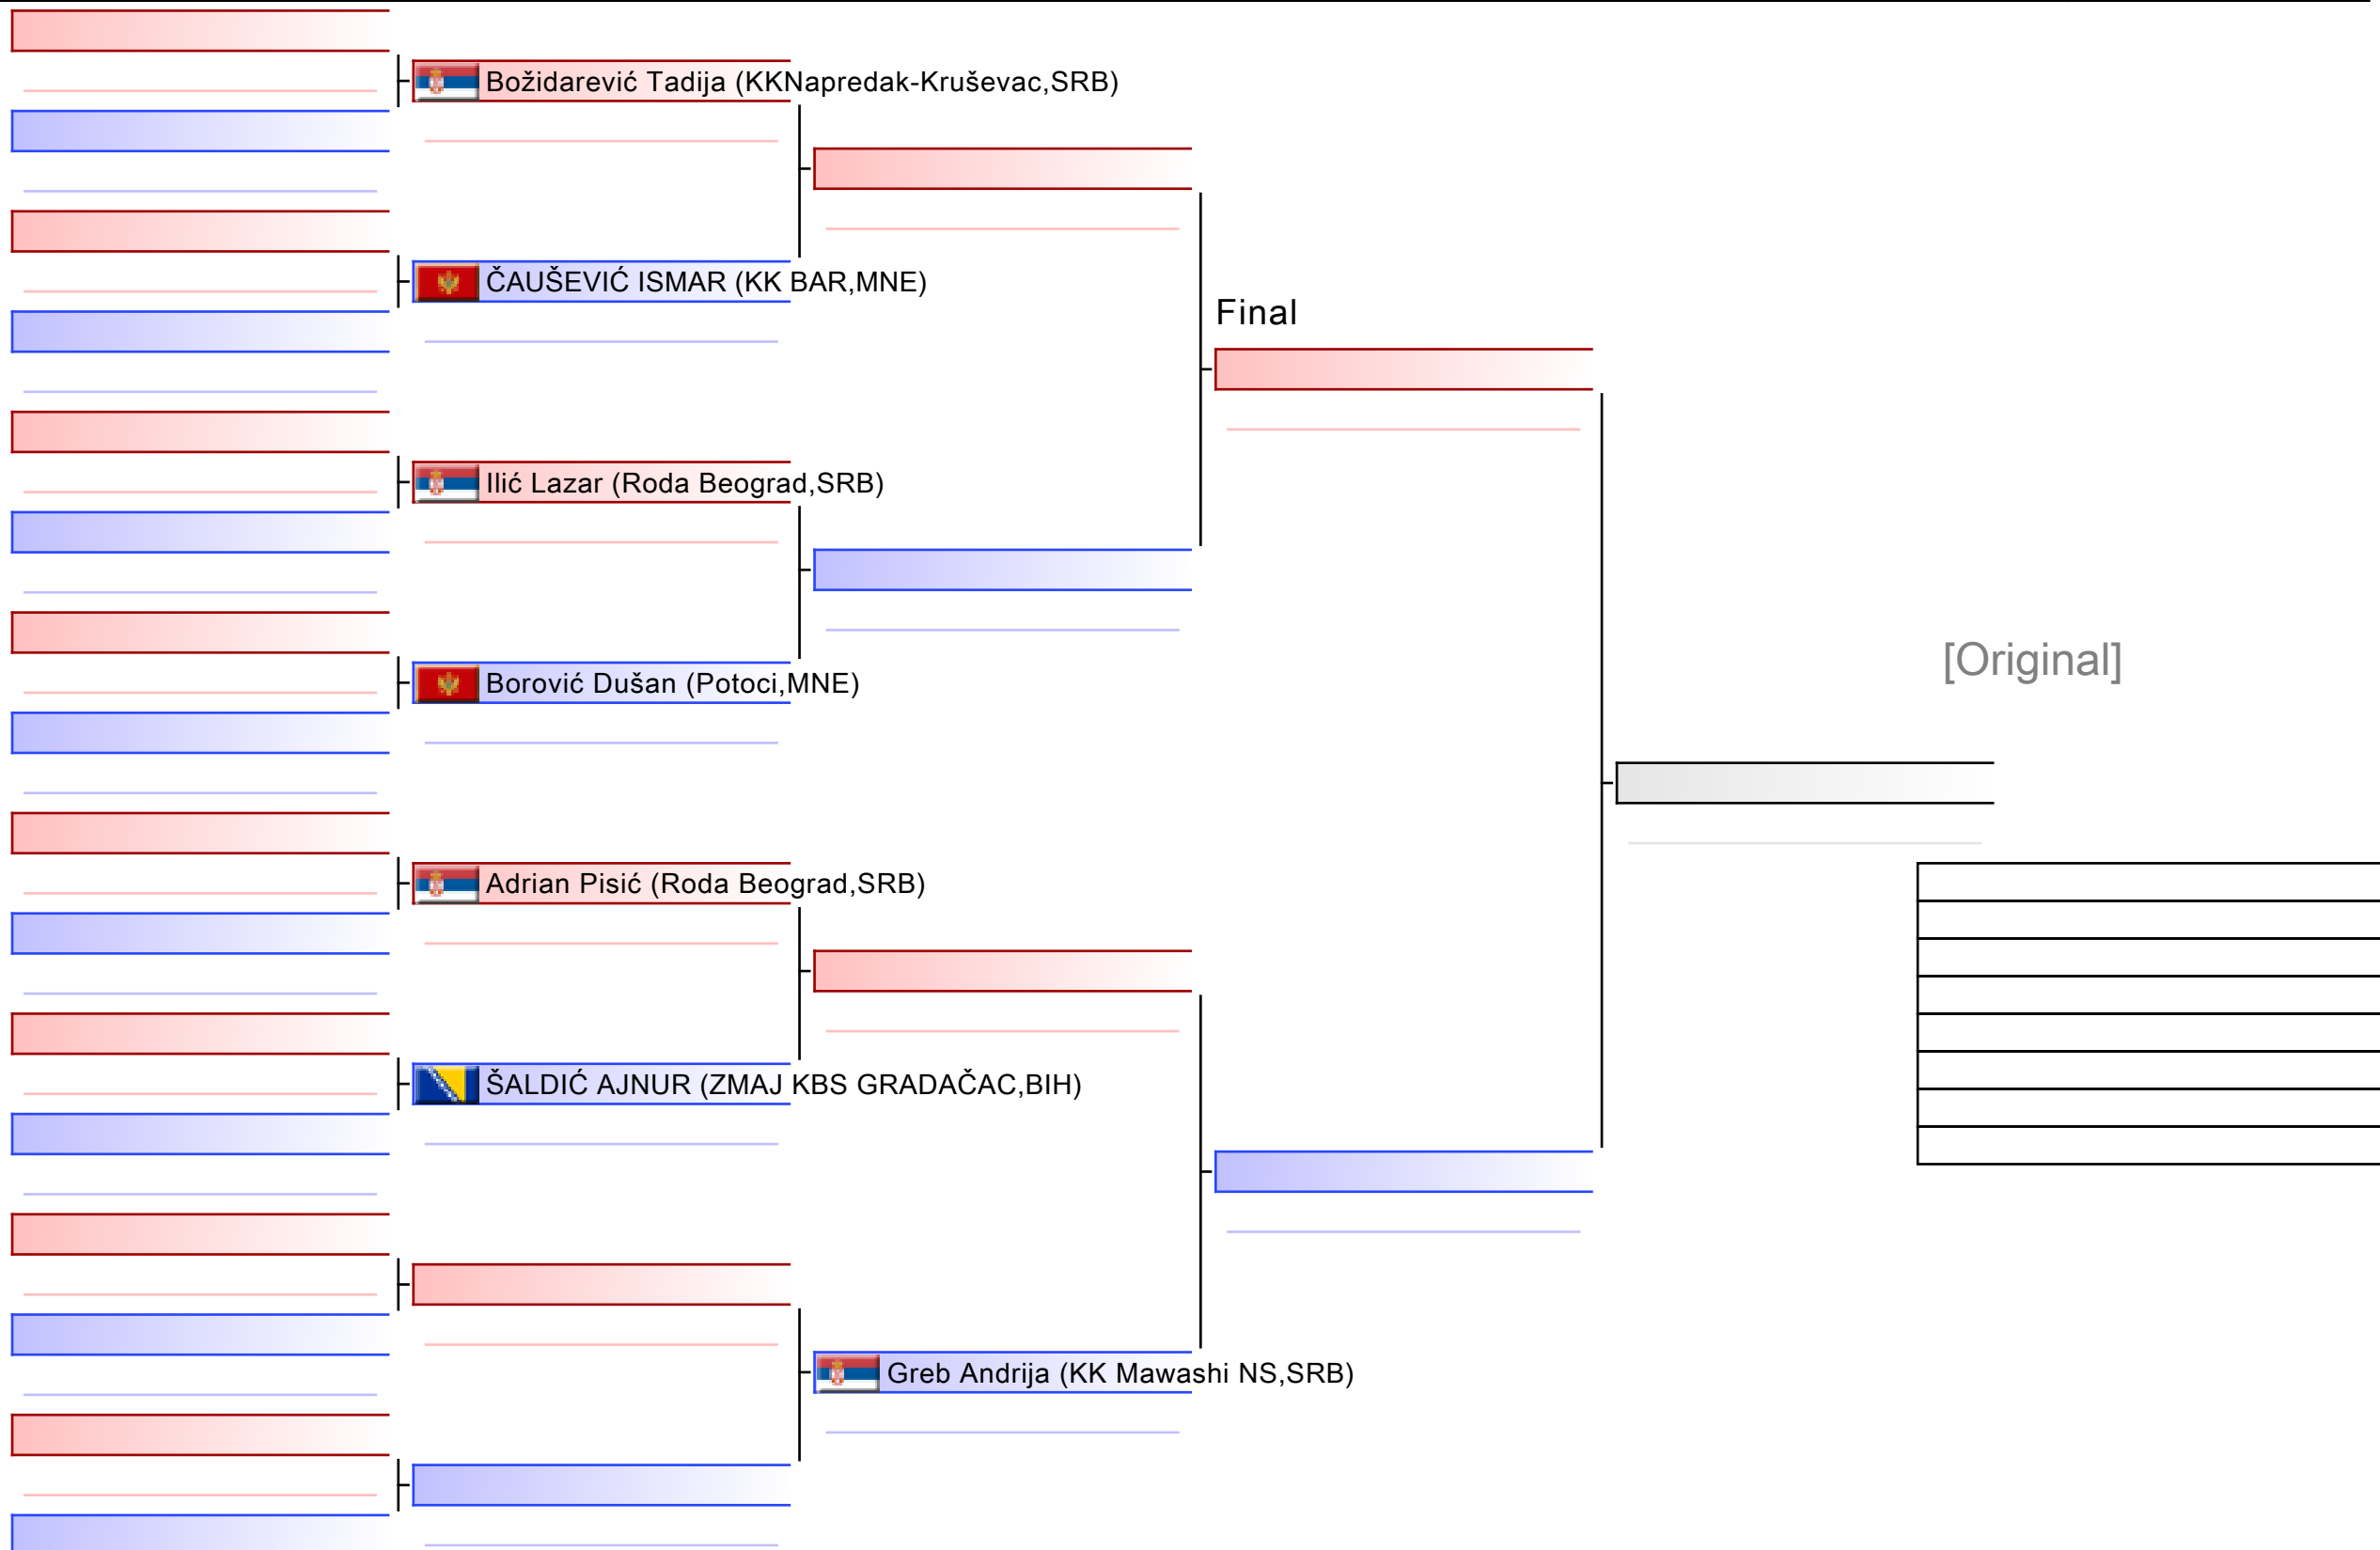 Božidarević Tadija (KKNapredak-Kruševac,SRB)
ČAUŠEVIĆ ISMAR (KK BAR,MNE)
Final
Ilić Lazar (Roda Beograd,SRB)
[Original]
Borović Dušan (Potoci,MNE)
Adrian Pisić (Roda Beograd,SRB)
ŠALDIĆ AJNUR (ZMAJ KBS GRADAČAC,BIH)
Greb Andrija (KK Mawashi NS,SRB)